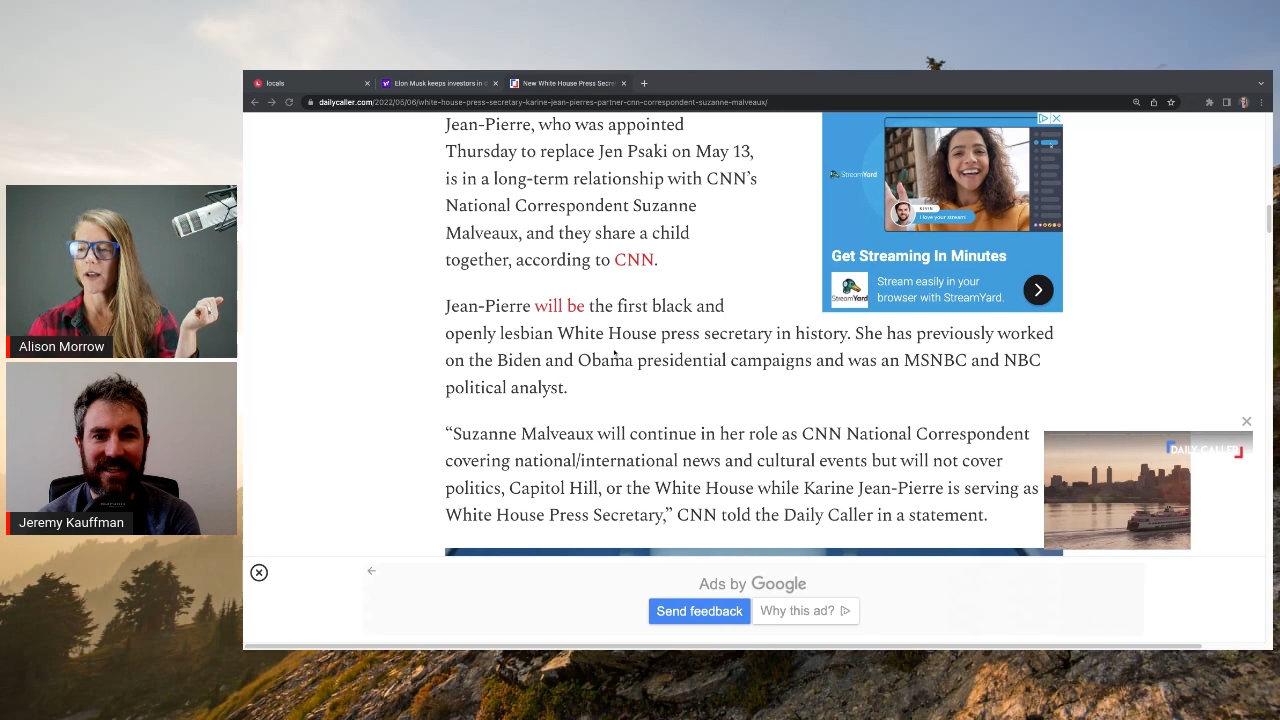 locals
Elon Musk keeps investors in
New White House Press Secre
dailycaller.com/2022/05/06/white-house-press-secretary-karine-jean-pierres-partner-cnn-correspondent-suzanne-malveaux/
Jean-Pierre, who was appointed
Thursday to replace Jen Psaki on May 13,
is in a long-term relationship with CNN’s
National Correspondent Suzanne
Malveaux, and they share a child
together, according to CNN.
Jean-Pierre will be the first black and
openly lesbian White House press secretary in history. She has previously worked
on the Biden and Obama presidential campaigns and was an MSNBC and NBC
political analyst.
“Suzanne Malveaux will continue in her role as CNN National Correspondent
covering national/international news and cultural events but will not cover
politics, Capitol Hill, or the White House while Karine Jean-Pierre is serving as
White House Press Secretary,” CNN told the Daily Caller in a statement.
StreamYard
KELVIN
I love your stream!
Get Streaming In Minutes
StreamYard
Stream easily in your
browser with StreamYard.
DAILY CALLER
Ads by Google
Send feedback
Why this ad?
Alison Morrow
Jeremy Kauffman